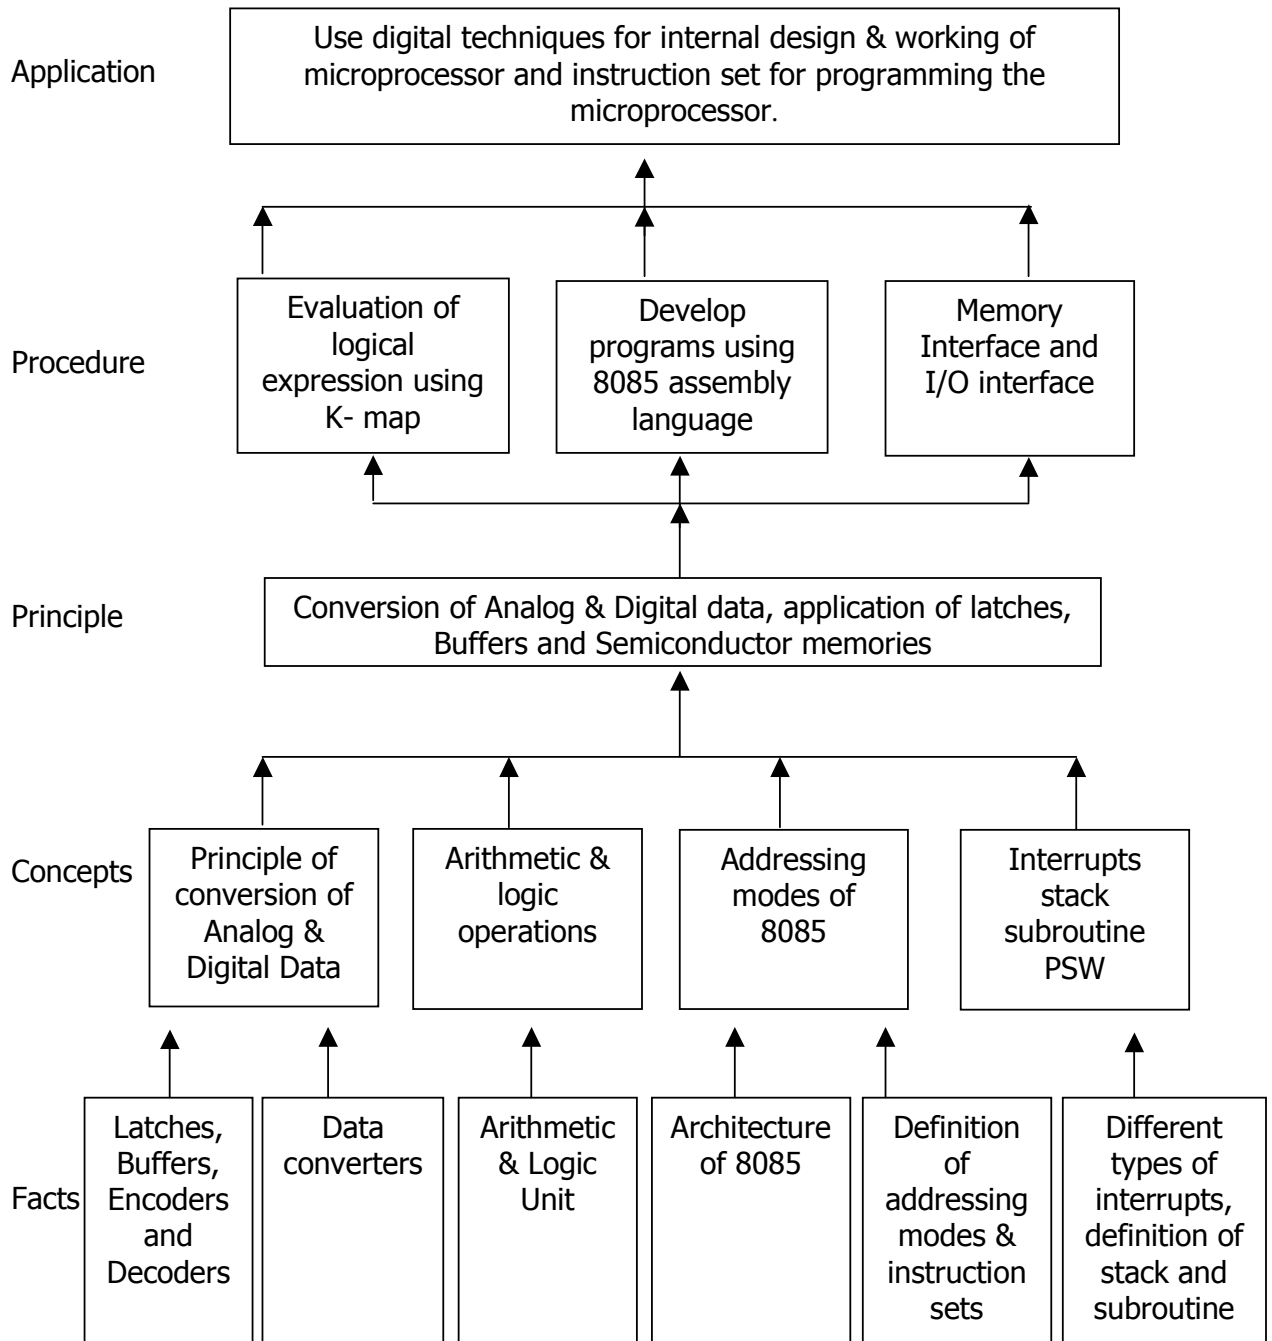 Application
Use digital techniques for internal design & working of
microprocessor and instruction set for programming the
microprocessor.
Procedure
Evaluation of
logical
expression using
K- map
Develop
programs using
8085 assembly
language
Memory
Interface and
I/O interface
Principle
Conversion of Analog & Digital data, application of latches,
Buffers and Semiconductor memories
Concepts
Principle of
conversion of
Analog &
Digital Data
Arithmetic &
logic
operations
Addressing
modes of
8085
Interrupts
stack
subroutine
PSW
Facts
Latches,
Buffers,
Encoders
and
Decoders
Data
converters
Arithmetic
& Logic
Unit
Architecture
of 8085
Definition
of
addressing
modes &
instruction
sets
Different
types of
interrupts,
definition of
stack and
subroutine